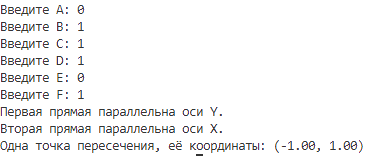 Введите A: 0
Введите B: 1
Введите C: 1
Введите D: 1
Введите E: 0
Введите F: 1
Первая прямая параллельна оси Y.
Вторая прямая параллельна оси X.
Одна точка пересечения, её координаты: (-1.00, 1.00)